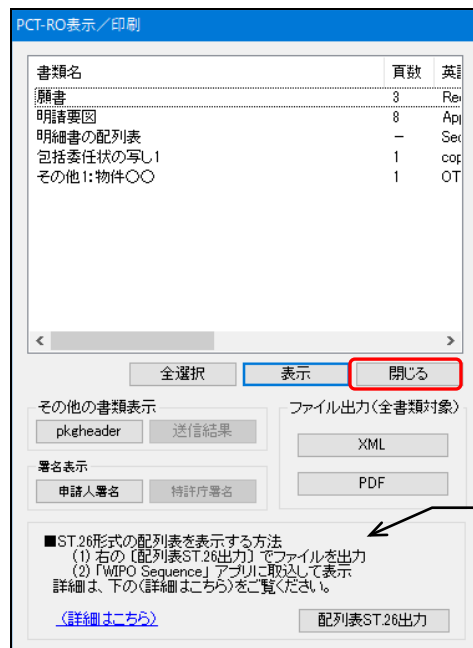 PCT-RO表示／印刷
書類名 頁数 英語
願書 3 Re
明請要図 8 Ap
明細書の配列表 － Sec
包括委任状の写し1 1 cop
その他1:物件〇〇 1 OT
全選択 表示 閉じる
その他の書類表示 ファイル出力(全書類対象)
pkgheader 送信結果
XML
署名表示
申請人署名 特許庁署名
PDF
■ST.26形式の配列表を表示する方法
(1) 右の〔配列表ST.26出力〕でファイルを出力
(2)「WIPO Sequence」アプリに取込して表示
詳細は、下の〈詳細はこちら〉をご覧ください。
〈詳細はこちら〉 配列表ST.26出力